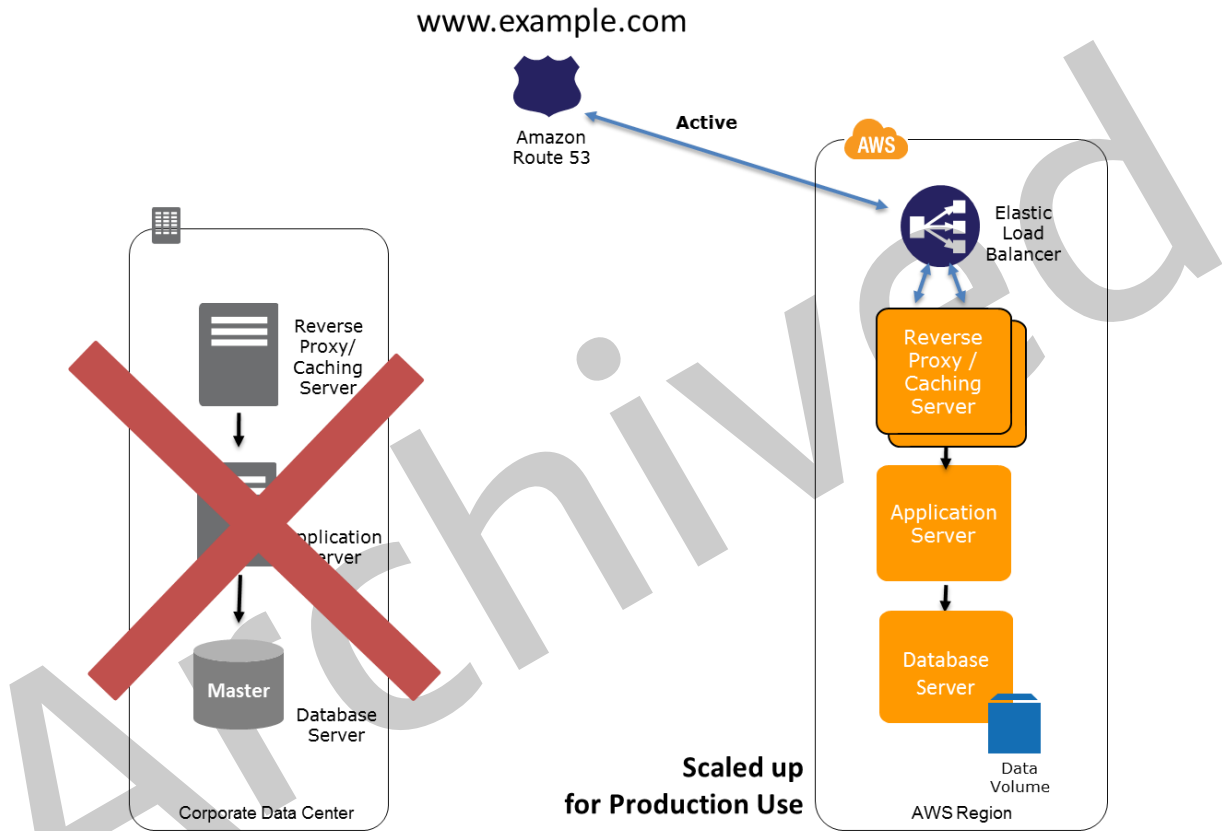 www.example.com
Amazon
Route 53
Active
AWS
Elastic
Load
Balancer
Reverse
Proxy/
Caching
Server
Application
Server
Master
Database
Server
Corporate Data Center
Reverse
Proxy /
Caching
Server
Application
Server
Database
Server
Data
Volume
AWS Region
Scaled up
for Production Use
Archived